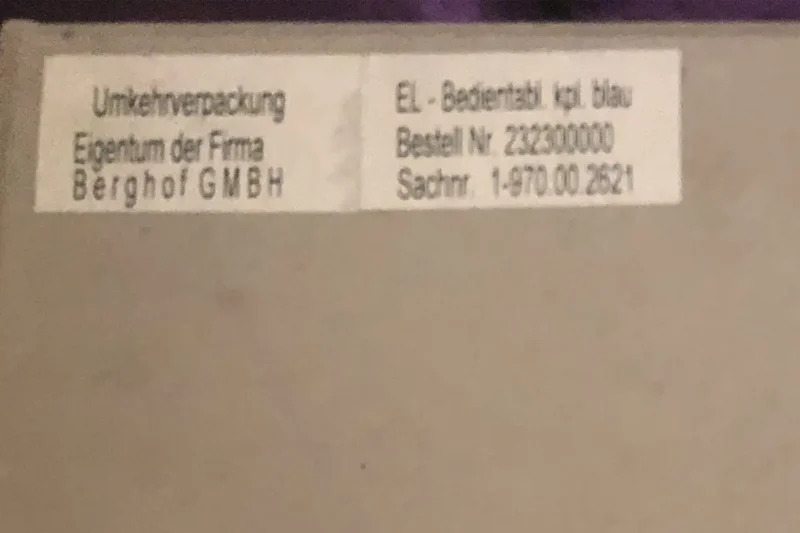 Umkehrverpackung
Eigentum der Firma
Berghof GMBH
EL - Bedientabl. kpl. blau
Bestell Nr. 232300000
Sachnr. 1-970.00.2621